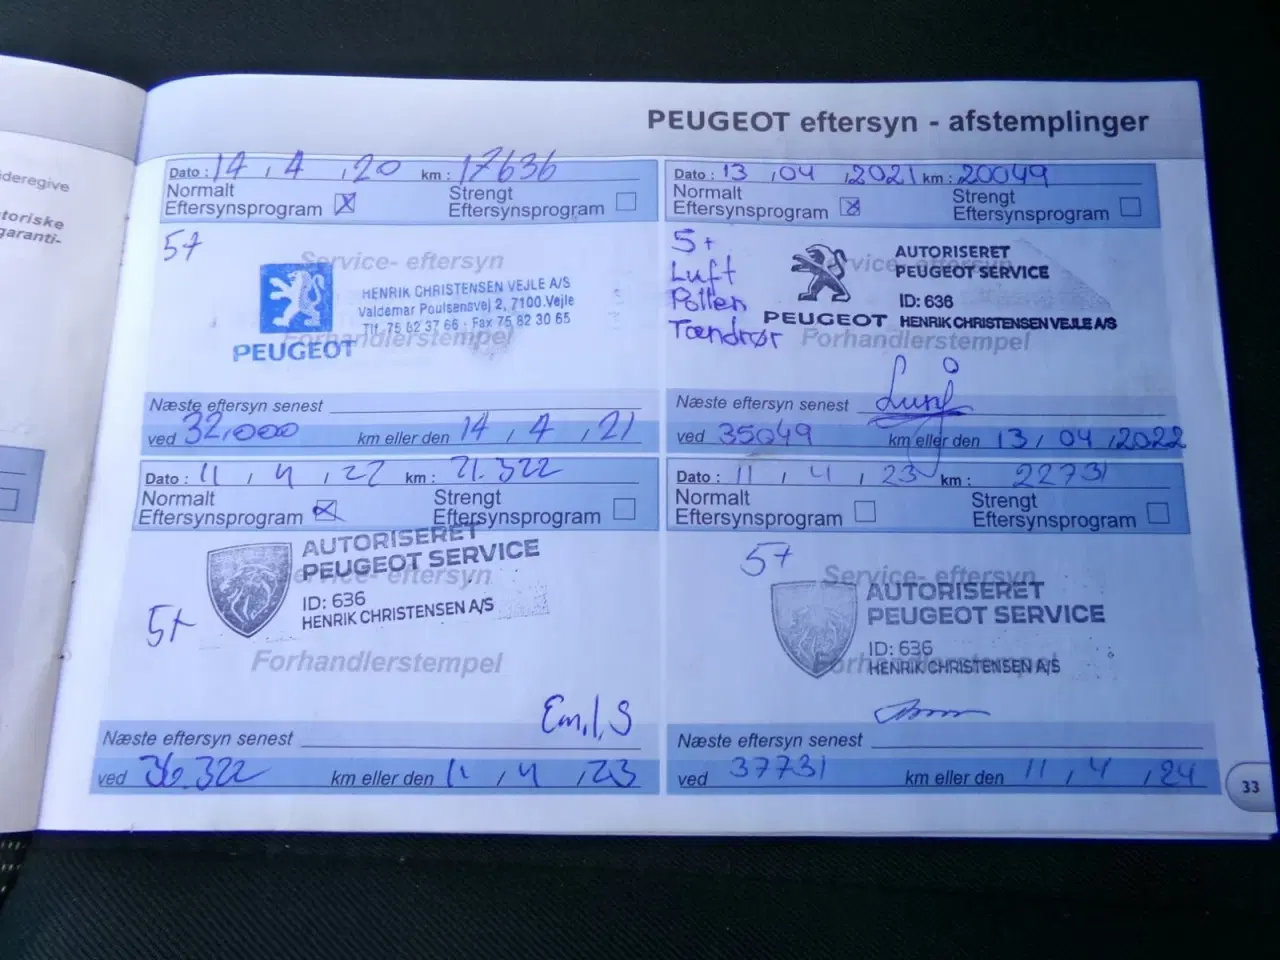 PEUGEOT eftersyn - afstemplinger
ideregive
toriske
garanti-
Dato : 14 , 4 , 20 km : 17636
Normalt
Eftersynsprogram
Strengt
Eftersynsprogram
5+
Service- eftersyn
HENRIK CHRISTENSEN VEJLE A/S
Valdemar Poulsensvej 2, 7100 Vejle
Tlf. 75 82 37 66 - Fax 75 82 30 65
PEUGEOT
Forhandlerstempel
Næste eftersyn senest
ved 32,000 km eller den 14 , 4 , 21
Dato : 13 , 04 , 2021 km : 20049
Normalt
Eftersynsprogram
Strengt
Eftersynsprogram
5+
Luft
Pollen
Tændrør
Service- eftersyn
AUTORISERET
PEUGEOT SERVICE
ID: 636
PEUGEOT HENRIK CHRISTENSEN VEJLE A/S
Forhandlerstempel
Næste eftersyn senest
ved 35049 km eller den 13 , 04 , 2022
Dato : 11 , 4 , 22 km : 21.322
Normalt
Eftersynsprogram
Strengt
Eftersynsprogram
AUTORISERET
PEUGEOT SERVICE
Service- eftersyn
ID: 636
HENRIK CHRISTENSEN A/S
5+
Forhandlerstempel
Emil S
Næste eftersyn senest
ved 36.322 km eller den 11 , 4 , 23
Dato : 11 , 4 , 23 km : 22731
Normalt
Eftersynsprogram
Strengt
Eftersynsprogram
5+
Service- eftersyn
AUTORISERET
PEUGEOT SERVICE
ID: 636
Forhandlerstempel
HENRIK CHRISTENSEN A/S
Næste eftersyn senest
ved 37731 km eller den 11 , 4 , 24
33